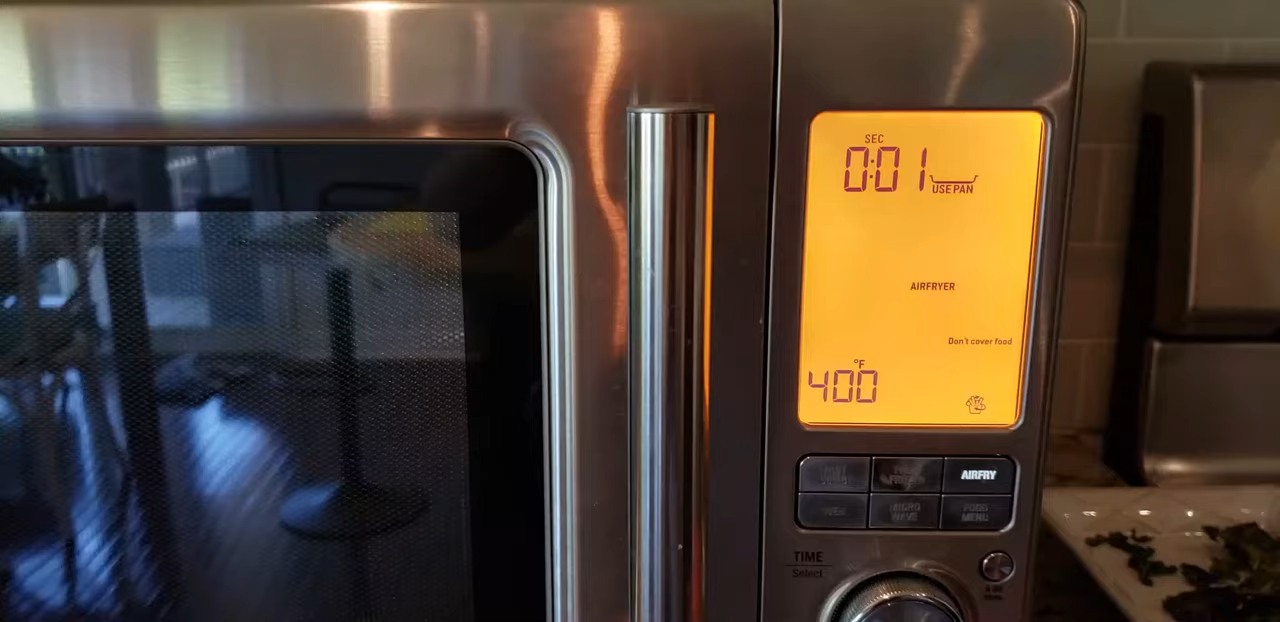 SEC
0:01
USE PAN
AIRFRYER
Don't cover food
°F
400
AIRFRY
MICRO
WAVE
FOOD
MENU
TIME
Select